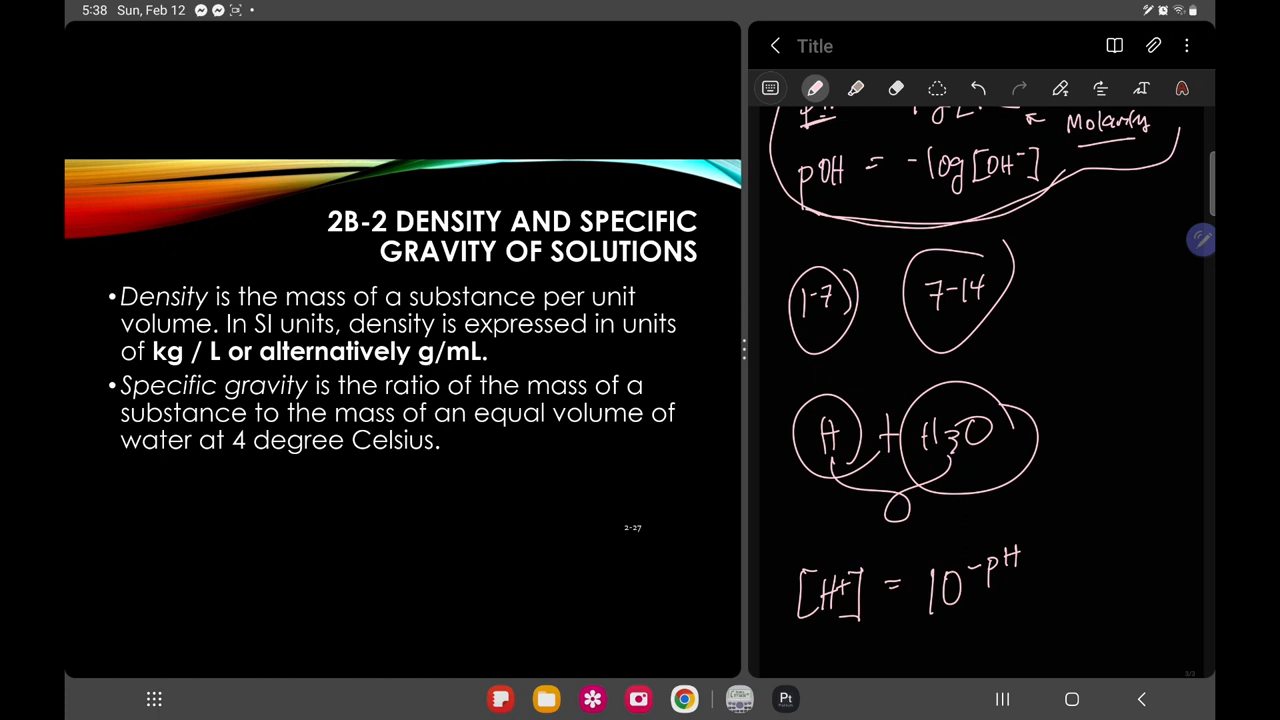 5:38 Sun, Feb 12
2B-2 DENSITY AND SPECIFIC
GRAVITY OF SOLUTIONS
•Density is the mass of a substance per unit
volume. In SI units, density is expressed in units
of kg / L or alternatively g/mL.
•Specific gravity is the ratio of the mass of a
substance to the mass of an equal volume of
water at 4 degree Celsius.
2-27
Title
Molarity
pOH = -log[OH⁻]
1-7 7-14
H + H3O
[H+] = 10^-pH
3/3
Pt